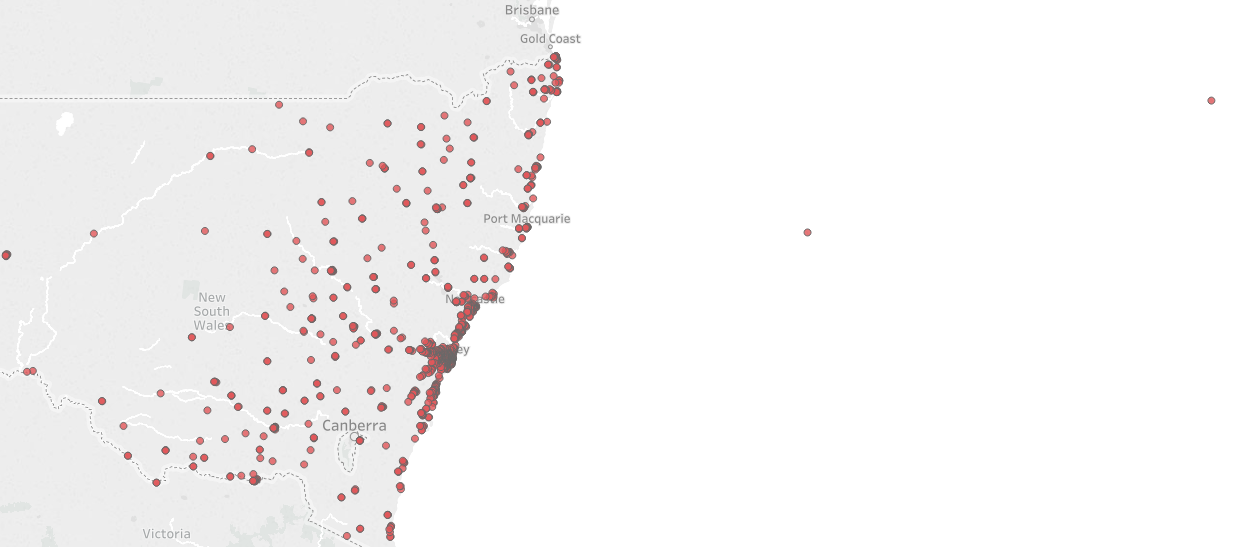 Brisbane
Gold Coast
Port Macquarie
New
South
Wales
Canberra
Victoria